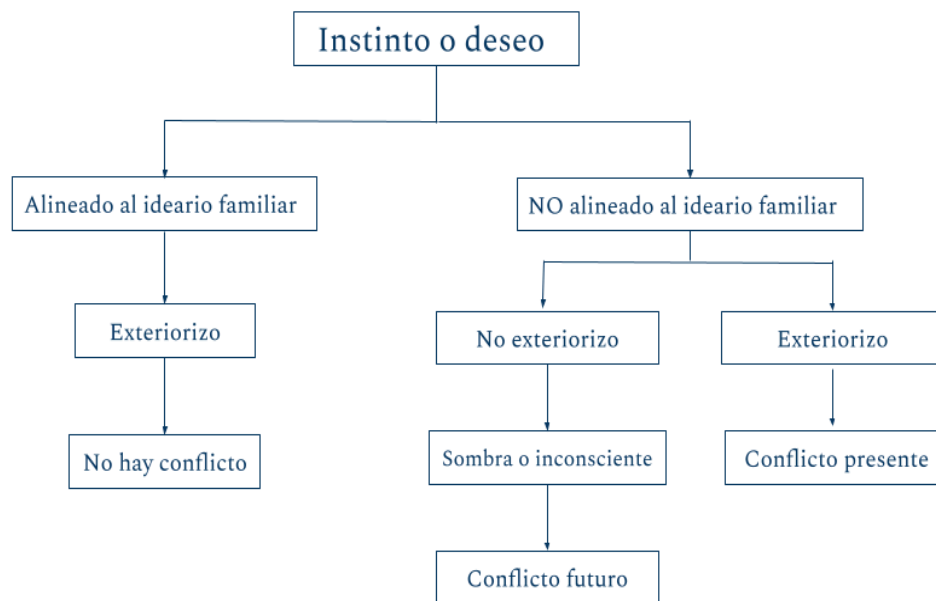 Instinto o deseo
Alineado al ideario familiar
NO alineado al ideario familiar
Exteriorizo
No exteriorizo
Exteriorizo
No hay conflicto
Sombra o inconsciente
Conflicto presente
Conflicto futuro